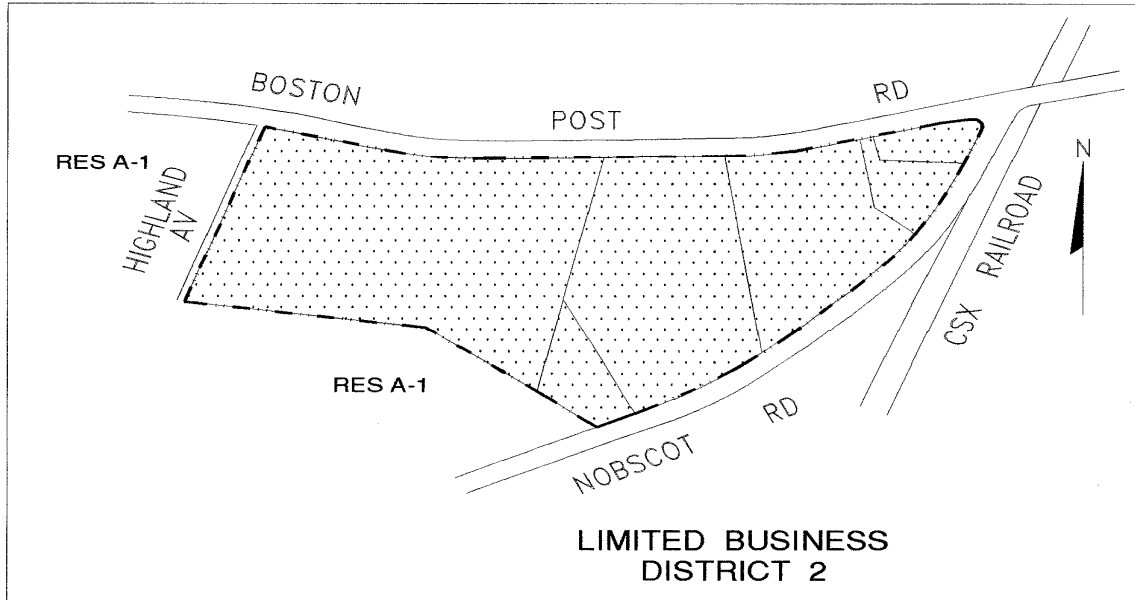 BOSTON POST RD
RES A-1
HIGHLAND
AV
N
CSX RAILROAD
RES A-1
NOBSCOT RD
LIMITED BUSINESS
DISTRICT 2